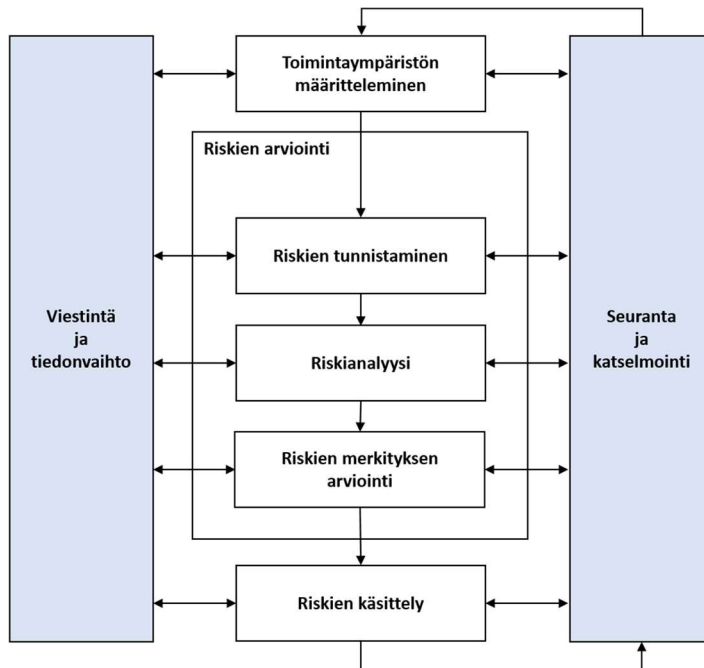 Toimintaympäristön
määritteleminen
Riskien arviointi
Riskien tunnistaminen
Viestintä
ja
tiedonvaihto
Riskianalyysi
Seuranta
ja
katselmointi
Riskien merkityksen
arviointi
Riskien käsittely